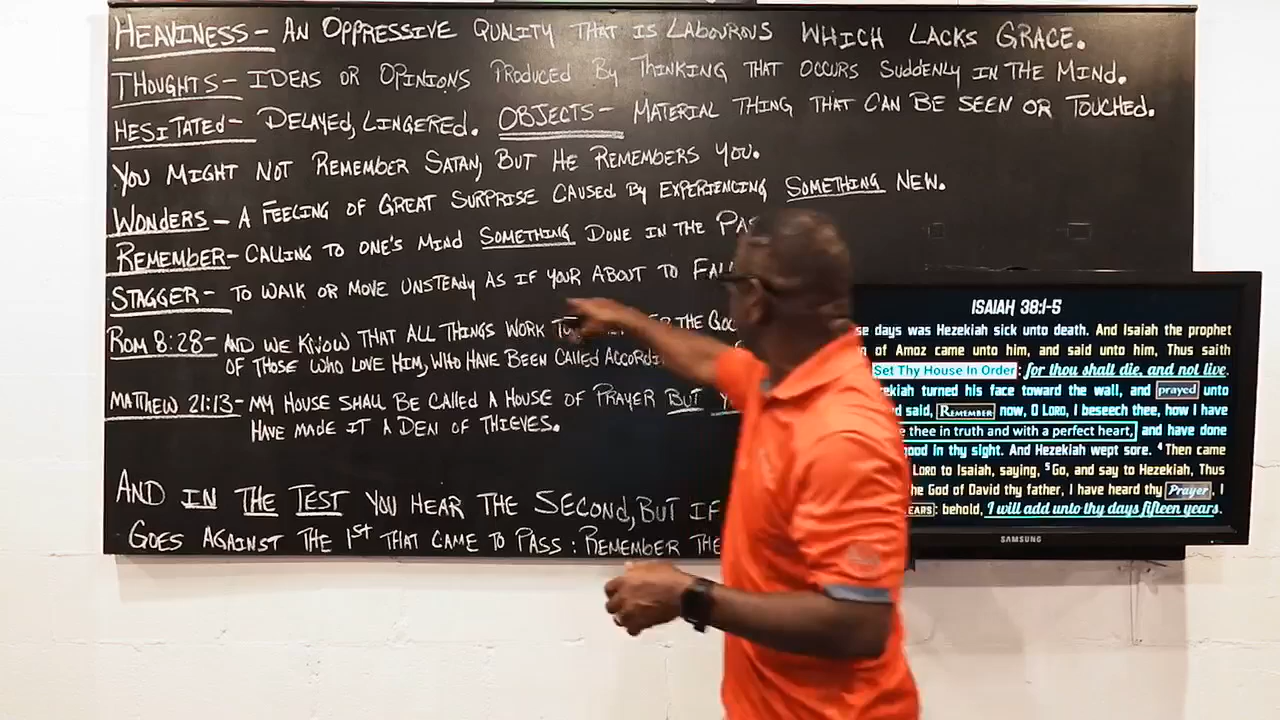 HEAVINESS - AN OPPRESSIVE QUALITY THAT IS LABOUROUS WHICH LACKS GRACE.
THOUGHTS - IDEAS OR OPINIONS PRODUCED BY THINKING THAT OCCURS SUDDENLY IN THE MIND.
HESITATED - DELAYED, LINGERED. OBJECTS - MATERIAL THING THAT CAN BE SEEN OR TOUCHED.
YOU MIGHT NOT REMEMBER SATAN, BUT HE REMEMBERS YOU.
WONDERS - A FEELING OF GREAT SURPRISE CAUSED BY EXPERIENCING SOMETHING NEW.
REMEMBER - CALLING TO ONE'S MIND SOMETHING DONE IN THE
STAGGER - TO WALK OR MOVE UNSTEADY AS IF YOUR ABOUT TO
ROM 8:28 - AND WE KNOW THAT ALL THINGS WORK THE
OF THOSE WHO LOVE HIM, WHO HAVE BEEN CALLED
MATTHEW 21:13 - MY HOUSE SHALL BE CALLED A HOUSE OF PRAYER BUT
HAVE MADE IT A DEN OF THIEVES.
AND IN THE TEST YOU HEAR THE SECOND, BUT IF
GOES AGAINST THE 1ST THAT CAME TO PASS: REMEMBER THE
ISAIAH 38:1-5
days was Hezekiah sick unto death. And Isaiah the prophet
of Amoz came unto him, and said unto him, Thus saith
Set Thy House In Order: for thou shalt die, and not live.
turned his face toward the wall, and prayed unto
said, REMEMBER now, O LORD, I beseech thee, how I have
thee in truth and with a perfect heart, and have done
in thy sight. And Hezekiah wept sore. 4 Then came
LORD to Isaiah, saying, 5 Go, and say to Hezekiah, Thus
the God of David thy father, I have heard thy Prayer, I
: behold, I will add unto thy days fifteen years.
SAMSUNG